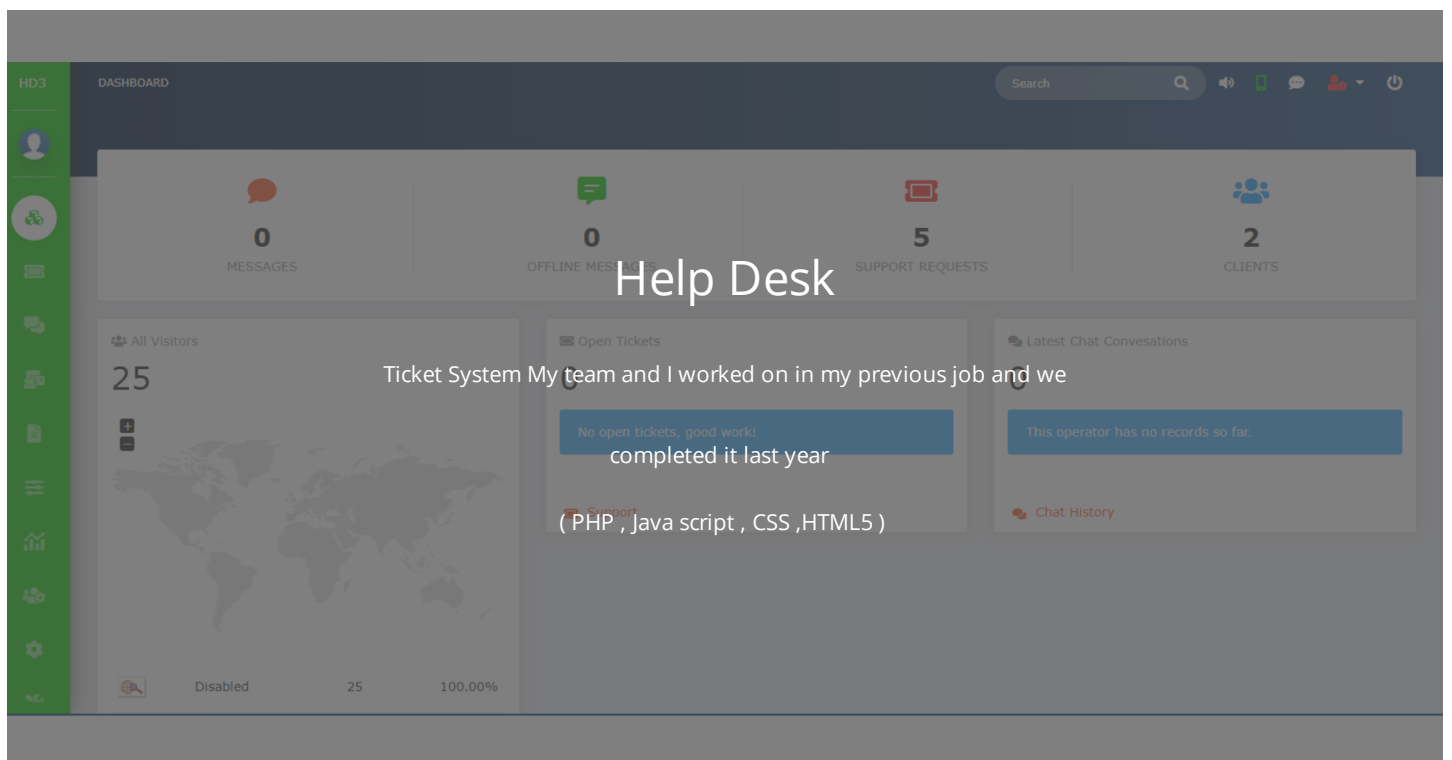 HD3
DASHBOARD
Search
0
MESSAGES
0
OFFLINE MESSAGES
5
SUPPORT REQUESTS
2
CLIENTS
Help Desk
All Visitors
25
Open Tickets
0
Latest Chat Convesations
0
Ticket System My team and I worked on in my previous job and we
No open tickets, good work!
This operator has no records so far.
completed it last year
Support
Chat History
( PHP , Java script , CSS ,HTML5 )
Disabled 25 100.00%